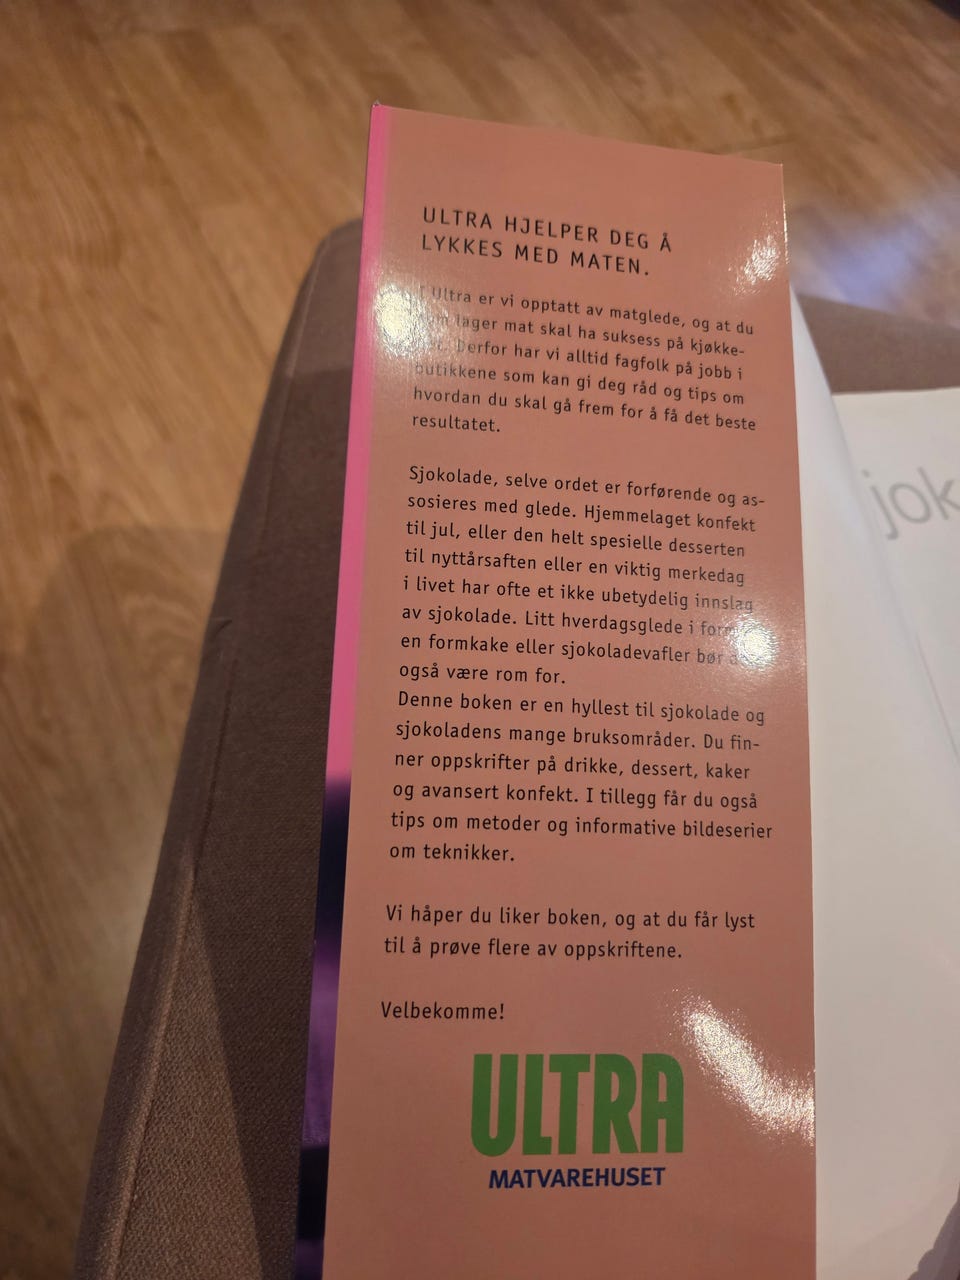 ULTRA HJELPER DEG Å
LYKKES MED MATEN.
Ultra er vi opptatt av matglede, og at du
lager mat skal ha suksess på kjøkke-
Derfor har vi alltid fagfolk på jobb i
butikkene som kan gi deg råd og tips om
hvordan du skal gå frem for å få det beste
resultatet.
Sjokolade, selve ordet er forførende og as-
sosieres med glede. Hjemmelaget konfekt
til jul, eller den helt spesielle desserten
til nyttårsaften eller en viktig merkedag
i livet har ofte et ikke ubetydelig innslag
av sjokolade. Litt hverdagsglede i
en formkake eller sjokoladevafler bør
også være rom for.
Denne boken er en hyllest til sjokolade og
sjokoladens mange bruksområder. Du fin-
ner oppskrifter på drikke, dessert, kaker
og avansert konfekt. I tillegg får du også
tips om metoder og informative bildeserier
om teknikker.
Vi håper du liker boken, og at du får lyst
til å prøve flere av oppskriftene.
Velbekomme!
ULTRA
MATVAREHUSET
jok